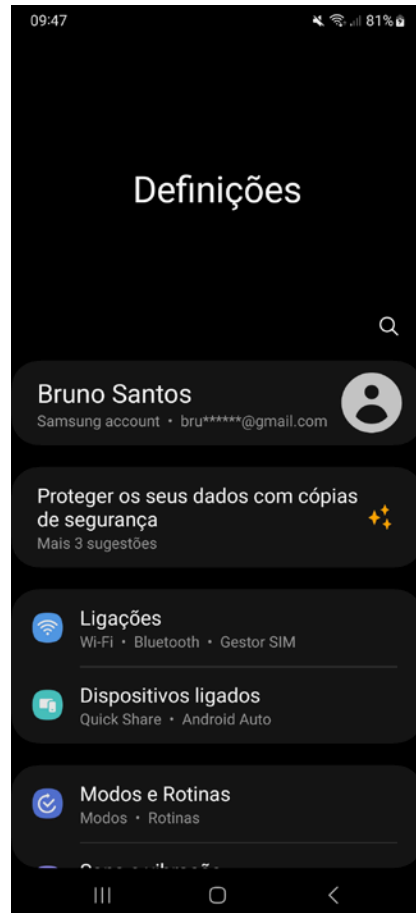 09:47 81%
Definições
Bruno Santos
Samsung account • bru******@gmail.com
Proteger os seus dados com cópias
de segurança
Mais 3 sugestões
Ligações
Wi-Fi • Bluetooth • Gestor SIM
Dispositivos ligados
Quick Share • Android Auto
Modos e Rotinas
Modos • Rotinas